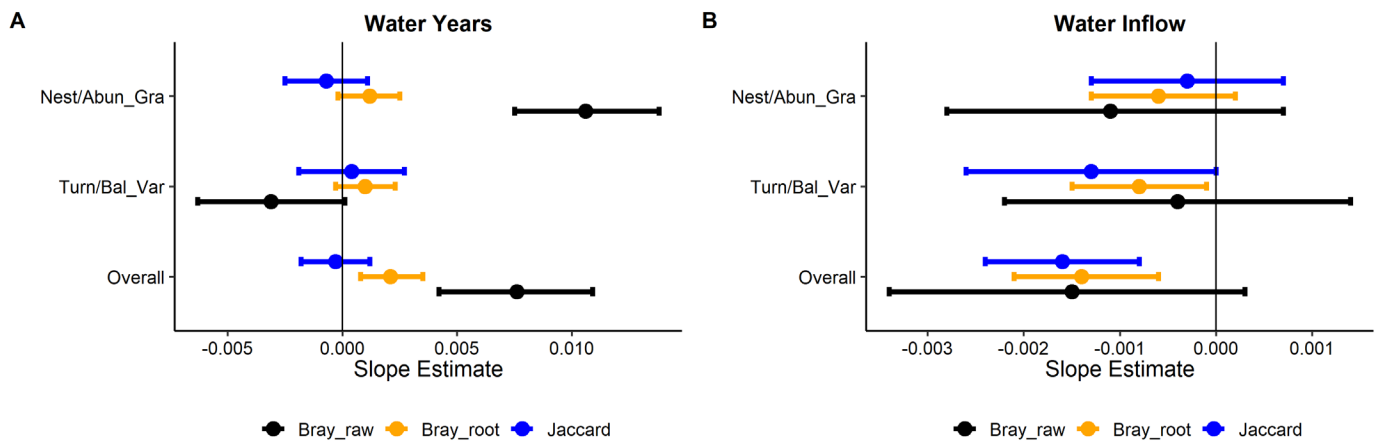 A
Water Years
Nest/Abun_Gra
Turn/Bal_Var
Overall
-0.005
0.000
0.005
0.010
Slope Estimate
Bray_raw
Bray_root
Jaccard
B
Water Inflow
Nest/Abun_Gra
Turn/Bal_Var
Overall
-0.003
-0.002
-0.001
0.000
0.001
Slope Estimate
Bray_raw
Bray_root
Jaccard